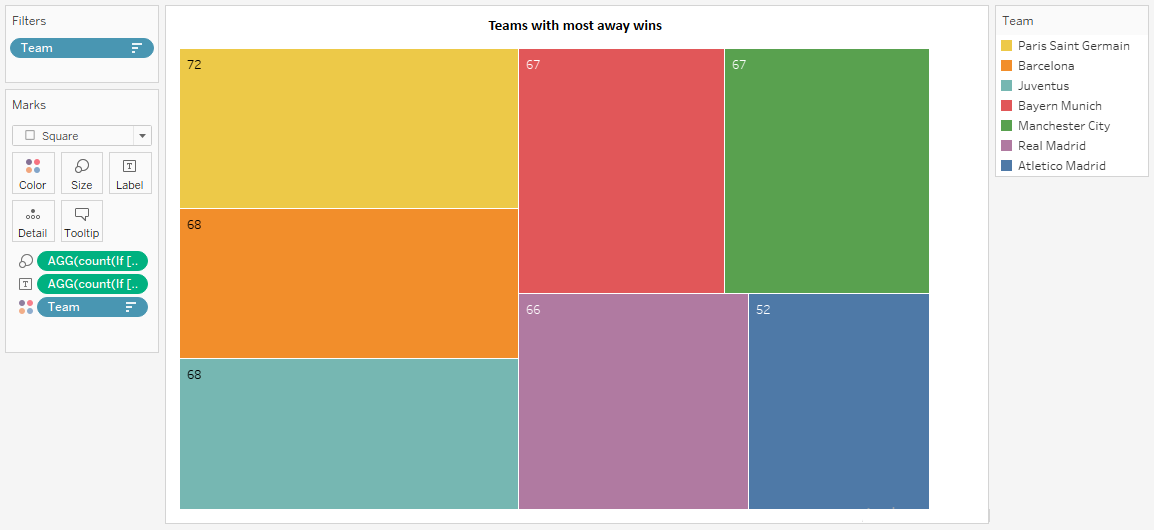 Filters
Team
Marks
Square
Color
Size
Label
Detail
Tooltip
AGG(count(If [..
AGG(count(If [..
Team
Teams with most away wins
72
67
67
68
68
66
52
Team
Paris Saint Germain
Barcelona
Juventus
Bayern Munich
Manchester City
Real Madrid
Atletico Madrid